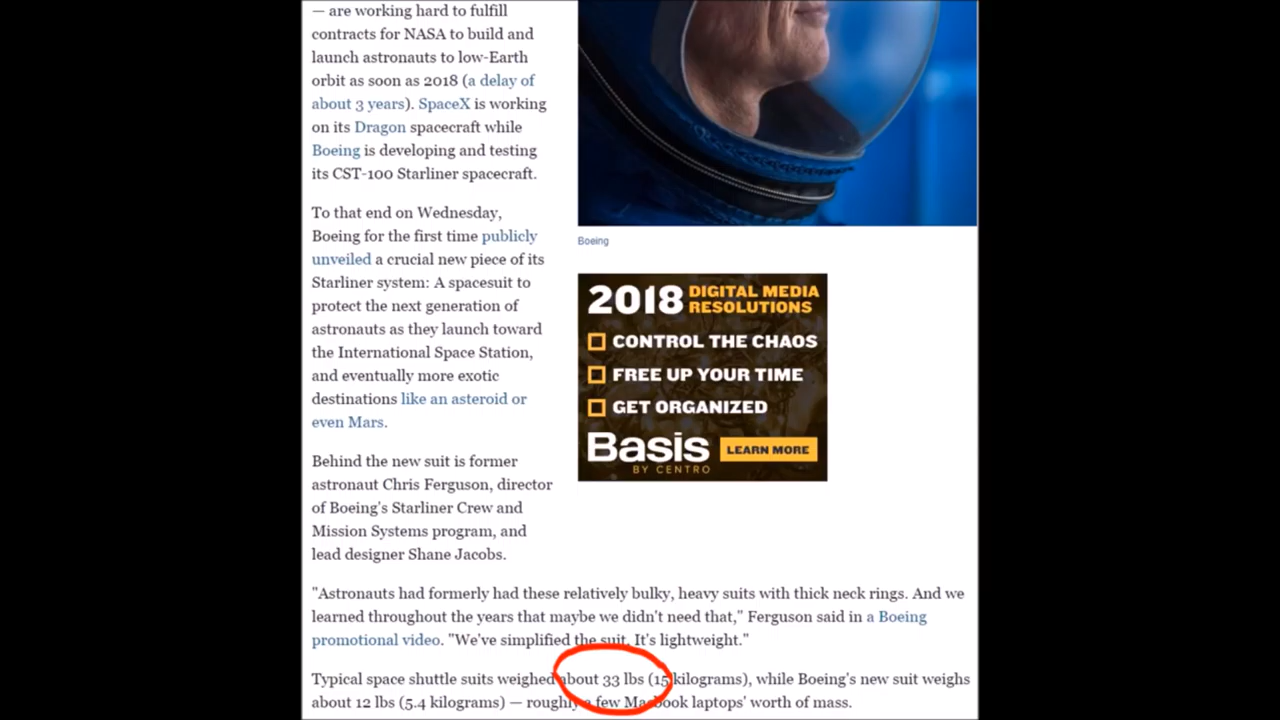 — are working hard to fulfill
contracts for NASA to build and
launch astronauts to low-Earth
orbit as soon as 2018 (a delay of
about 3 years). SpaceX is working
on its Dragon spacecraft while
Boeing is developing and testing
its CST-100 Starliner spacecraft.
To that end on Wednesday,
Boeing for the first time publicly
unveiled a crucial new piece of its
Starliner system: A spacesuit to
protect the next generation of
astronauts as they launch toward
the International Space Station,
and eventually more exotic
destinations like an asteroid or
even Mars.
Behind the new suit is former
astronaut Chris Ferguson, director
of Boeing's Starliner Crew and
Mission Systems program, and
lead designer Shane Jacobs.
Boeing
2018 DIGITAL MEDIA
RESOLUTIONS
CONTROL THE CHAOS
FREE UP YOUR TIME
GET ORGANIZED
Basis
BY CENTRO
LEARN MORE
"Astronauts had formerly had these relatively bulky, heavy suits with thick neck rings. And we
learned throughout the years that maybe we didn't need that," Ferguson said in a Boeing
promotional video. "We've simplified the suit. It's lightweight."
Typical space shuttle suits weighed about 33 lbs (15 kilograms), while Boeing's new suit weighs
about 12 lbs (5.4 kilograms) — roughly a few Macbook laptops' worth of mass.